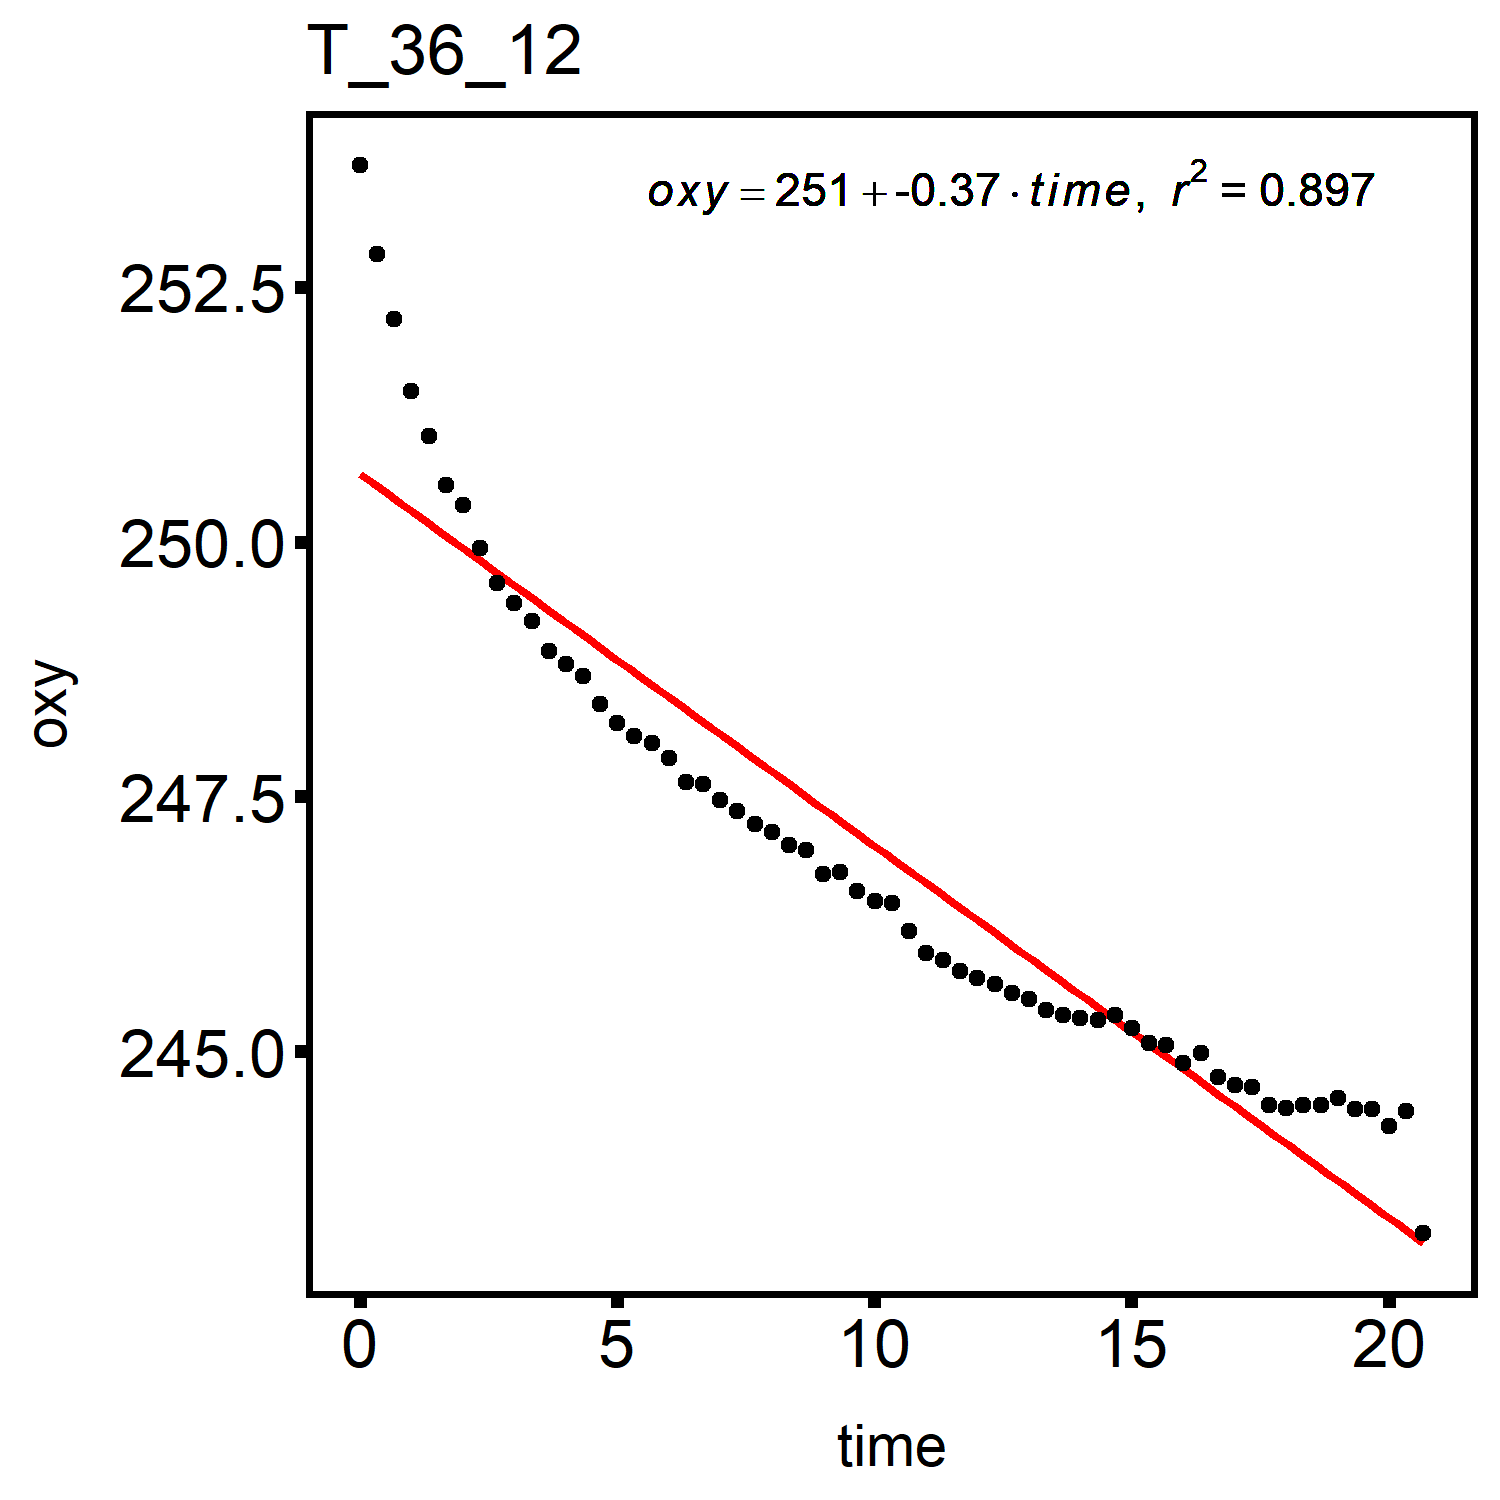 T_36_12
oxy = 251 + -0.37 · time, r² = 0.897
252.5
250.0
247.5
245.0
oxy
0 5 10 15 20
time